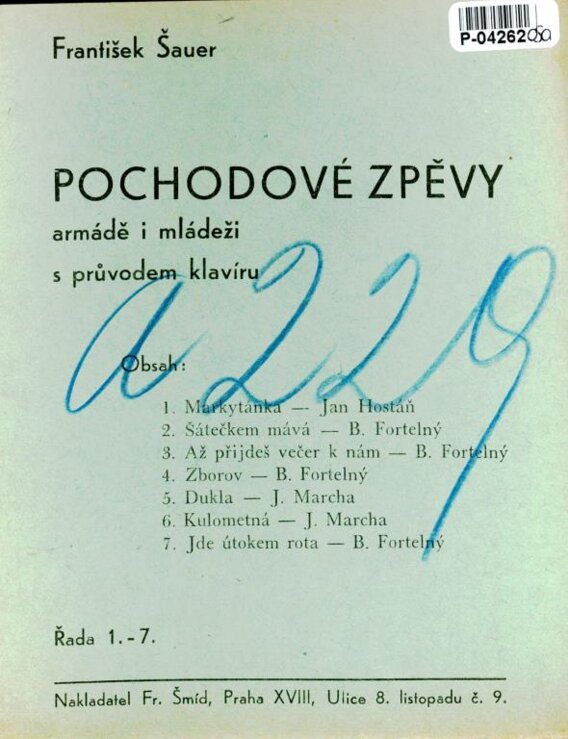 František Šauer
P-04262
POCHODOVÉ ZPĚVY
armádě i mládeži
s průvodem klavíru
a 229
Obsah:
1. Markytánka — Jan Hostáň
2. Šátečkem mává — B. Fortelný
3. Až přijdeš večer k nám — B. Fortelný
4. Zborov — B. Fortelný
5. Dukla — J. Marcha
6. Kulometná — J. Marcha
7. Jde útokem rota — B. Fortelný
Řada 1.-7.
Nakladatel Fr. Šmíd, Praha XVIII, Ulice 8. listopadu č. 9.